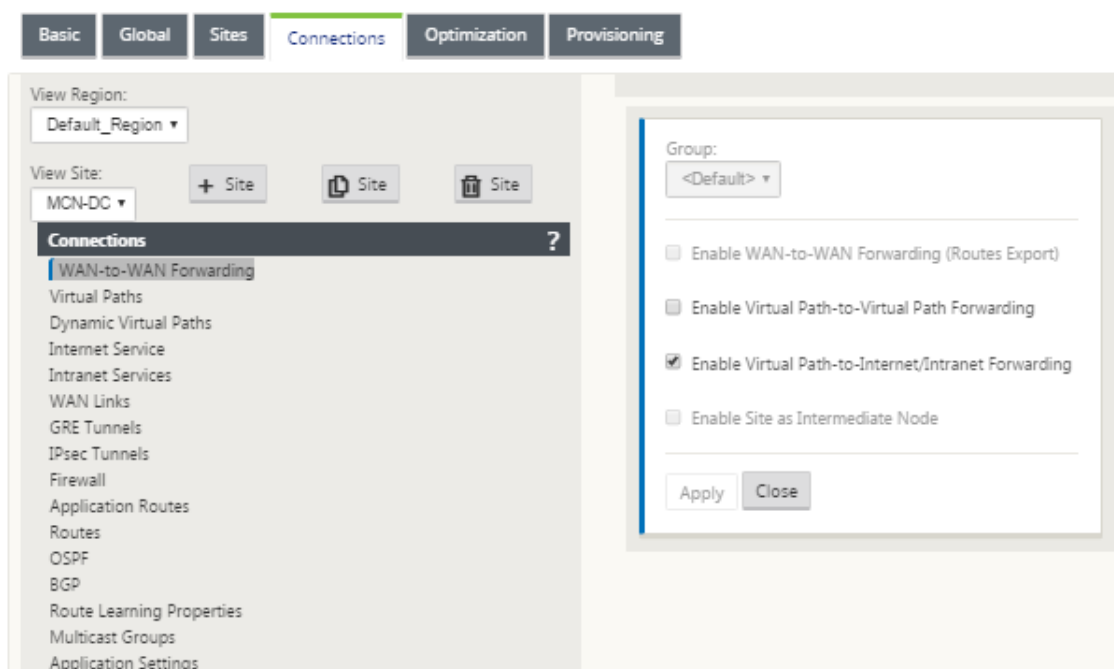 Basic Global Sites Connections Optimization Provisioning
View Region:
Default_Region
View Site:
MCN-DC
+ Site Site Site
Connections ?
WAN-to-WAN Forwarding
Virtual Paths
Dynamic Virtual Paths
Internet Service
Intranet Services
WAN Links
GRE Tunnels
IPsec Tunnels
Firewall
Application Routes
Routes
OSPF
BGP
Route Learning Properties
Multicast Groups
Application Settings
Group:
<Default>
Enable WAN-to-WAN Forwarding (Routes Export)
Enable Virtual Path-to-Virtual Path Forwarding
Enable Virtual Path-to-Internet/Intranet Forwarding
Enable Site as Intermediate Node
Apply Close